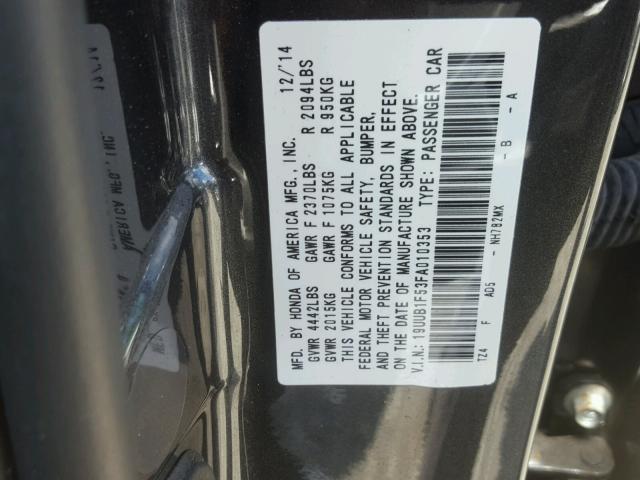 MFD. BY HONDA OF AMERICA MFG., INC. 12/'14
GVWR 4442LBS GAWR F 2370LBS R 2094LBS
GVWR 2015KG GAWR F 1075KG R 950KG
THIS VEHICLE CONFORMS TO ALL APPLICABLE
FEDERAL MOTOR VEHICLE SAFETY, BUMPER,
AND THEFT PREVENTION STANDARDS IN EFFECT
ON THE DATE OF MANUFACTURE SHOWN ABOVE.
V.I.N.: 19UUB1F53FA010353 TYPE: PASSENGER CAR
TZ4 F AD5 - NH782MX - B - A